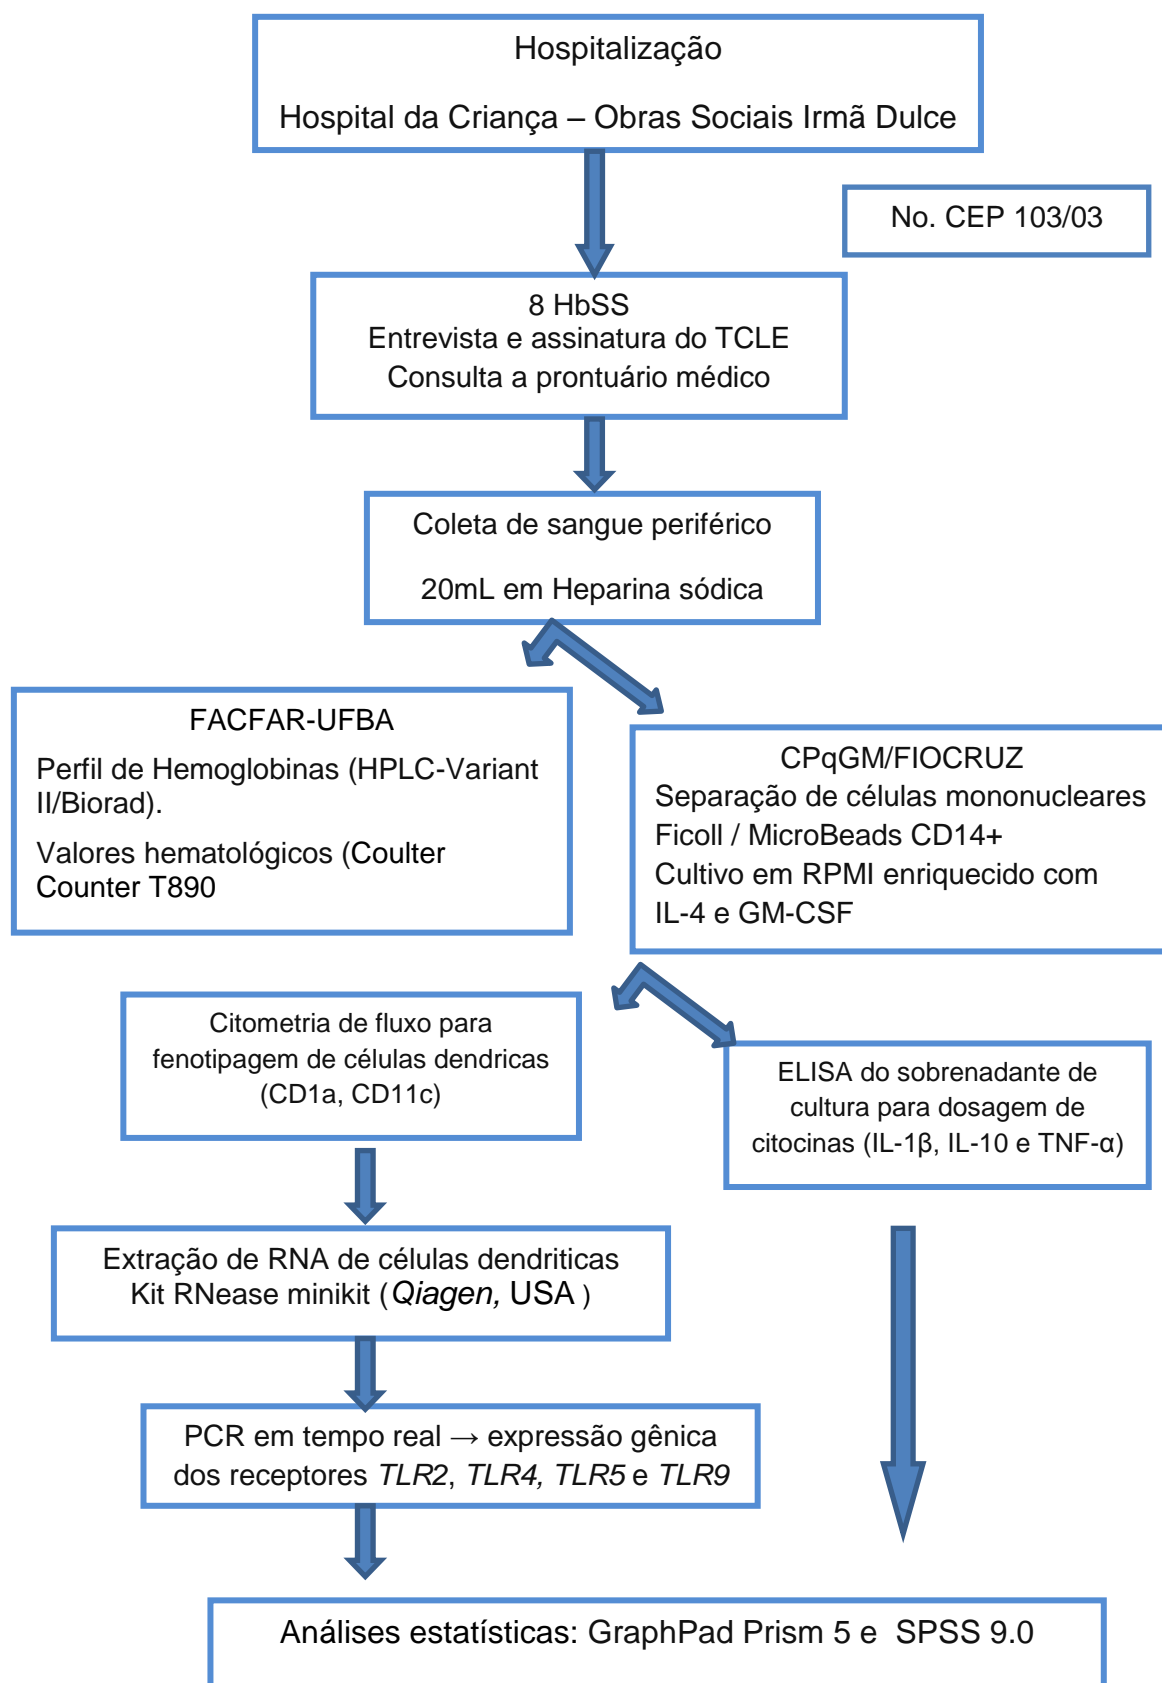 Hospitalização
Hospital da Criança – Obras Sociais Irmã Dulce
No. CEP 103/03
8 HbSS
Entrevista e assinatura do TCLE
Consulta a prontuário médico
Coleta de sangue periférico
20mL em Heparina sódica
FACFAR-UFBA
Perfil de Hemoglobinas (HPLC-Variant
II/Biorad).
Valores hematológicos (Coulter
Counter T890
CPqGM/FIOCRUZ
Separação de células mononucleares
Ficoll / MicroBeads CD14+
Cultivo em RPMI enriquecido com
IL-4 e GM-CSF
Citometria de fluxo para
fenotipagem de células dendricas
(CD1a, CD11c)
ELISA do sobrenadante de
cultura para dosagem de
citocinas (IL-1β, IL-10 e TNF-α)
Extração de RNA de células dendriticas
Kit RNease minikit (Qiagen, USA )
PCR em tempo real → expressão gênica
dos receptores TLR2, TLR4, TLR5 e TLR9
Análises estatísticas: GraphPad Prism 5 e SPSS 9.0